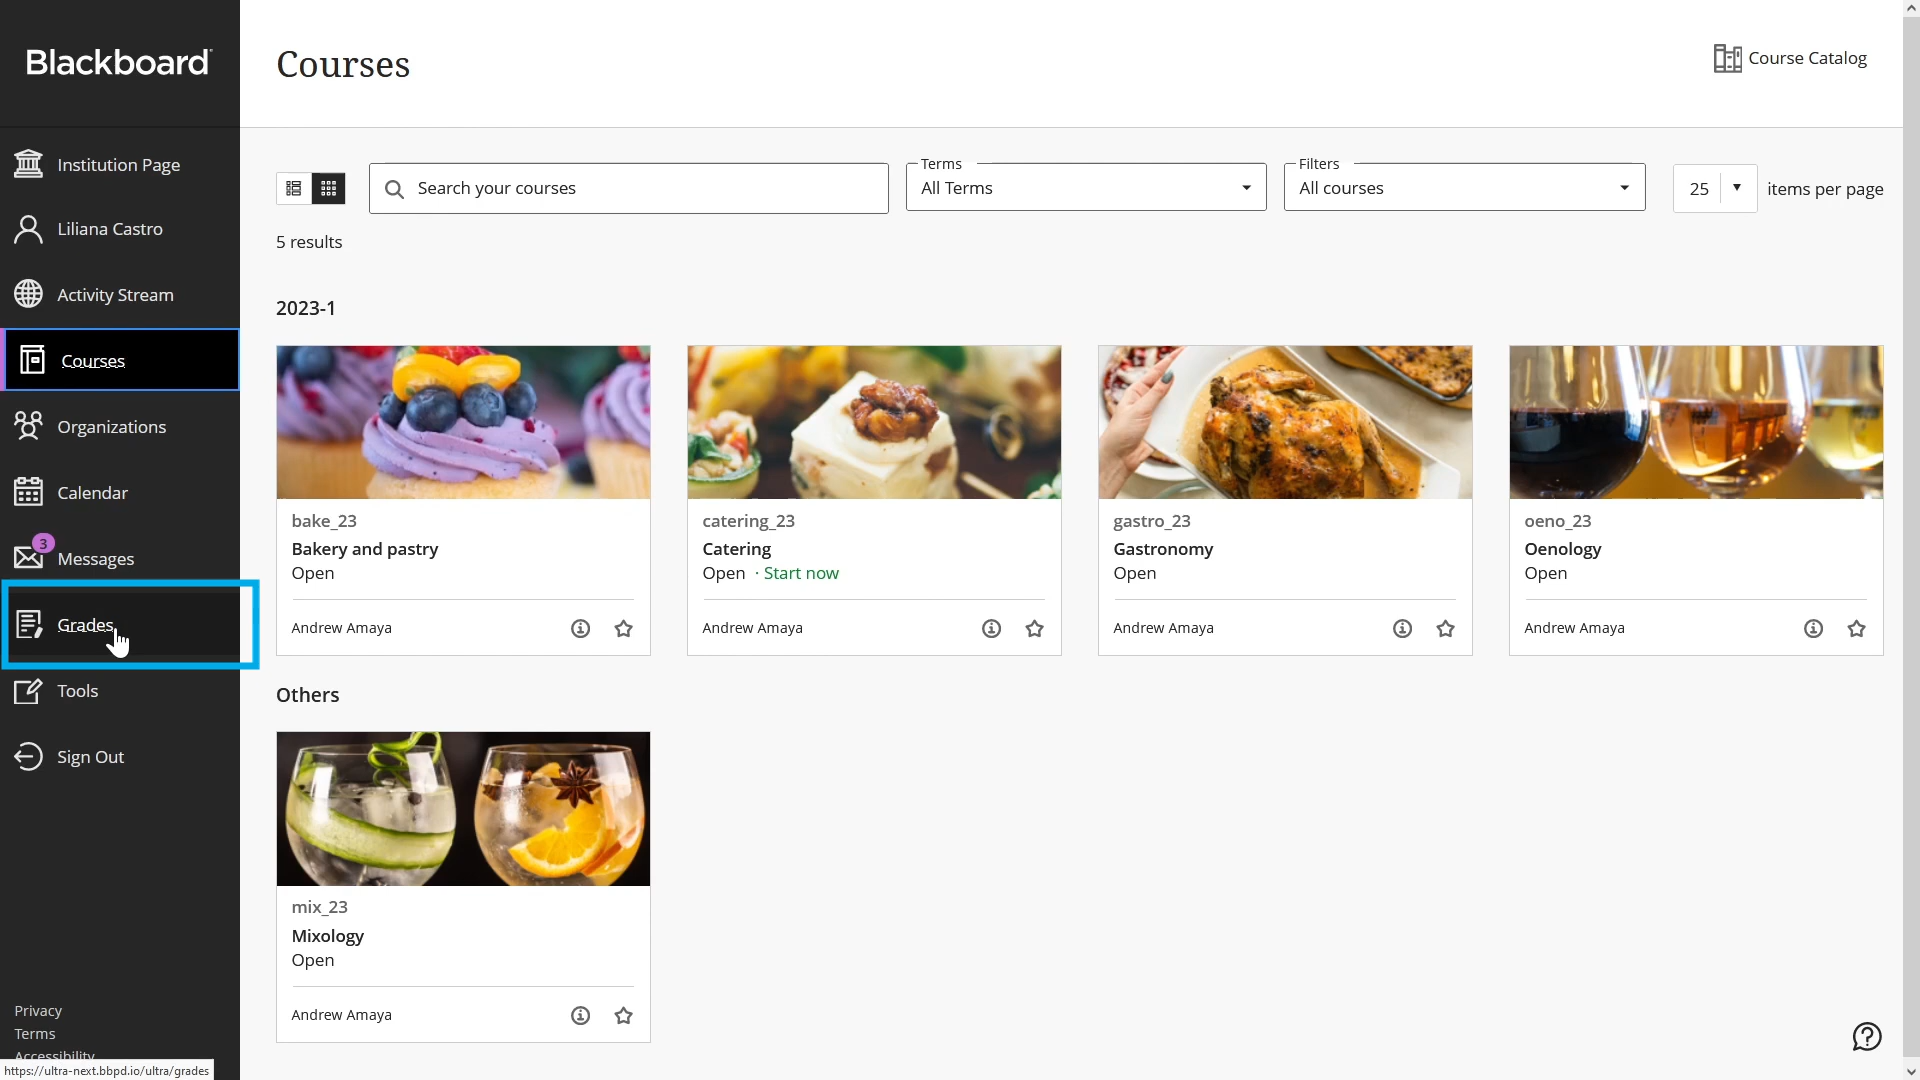 Blackboard
Institution Page
Liliana Castro
Activity Stream
Courses
Organizations
Calendar
3
Messages
Grades
Tools
Sign Out
Privacy
Terms
Accessibility
https://ultra-next.bbpd.io/ultra/grades
Courses
Course Catalog
Search your courses
Terms
All Terms
Filters
All courses
25
items per page
5 results
2023-1
bake_23
Bakery and pastry
Open
Andrew Amaya
catering_23
Catering
Open · Start now
Andrew Amaya
gastro_23
Gastronomy
Open
Andrew Amaya
oeno_23
Oenology
Open
Andrew Amaya
Others
mix_23
Mixology
Open
Andrew Amaya